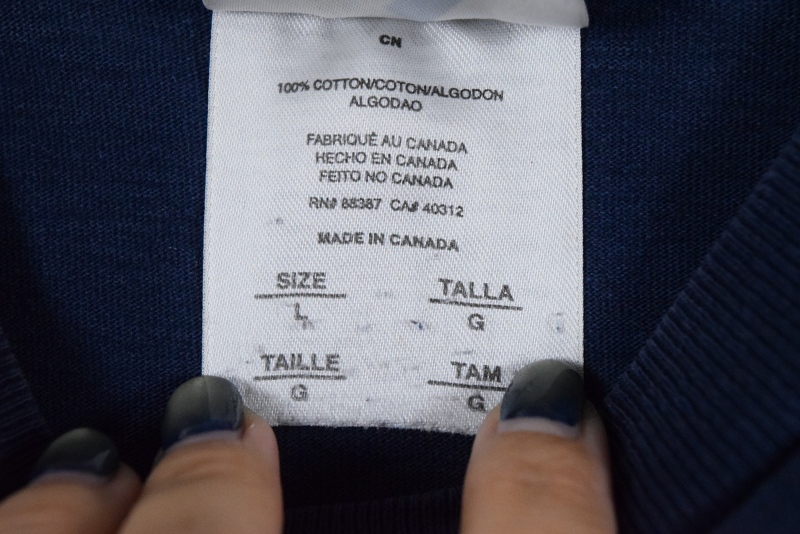 CN
100% COTTON/COTON/ALGODON
ALGODAO
FABRIQUÉ AU CANADA
HECHO EN CANADA
FEITO NO CANADA
RN# 88387 CA# 40312
MADE IN CANADA
SIZE TALLA
L G
TAILLE TAM
G G